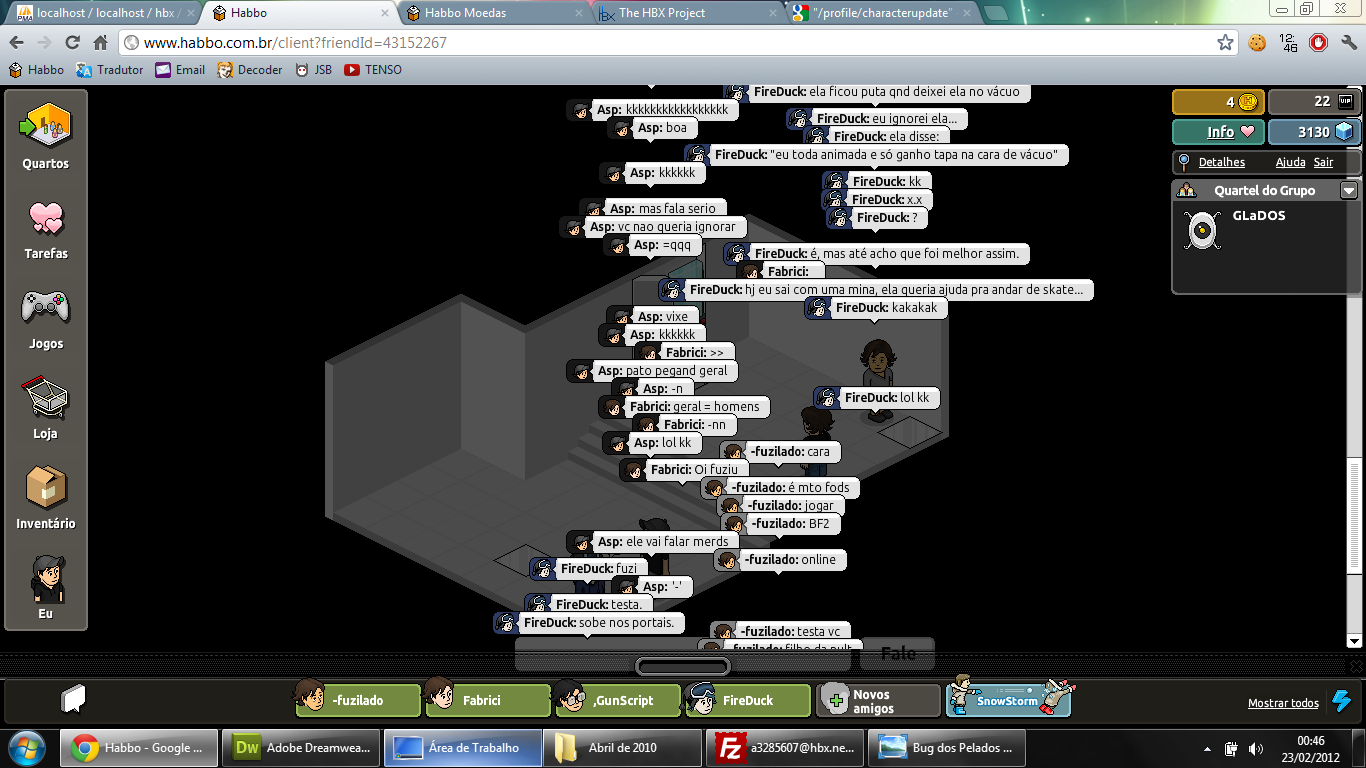 localhost / localhost / hbx /
Habbo
Habbo Moedas
The HBX Project
"/profile/characterupdate"
www.habbo.com.br/client?friendId=43152267
12:
46
Habbo
Tradutor
Email
Decoder
JSB
TENSO
Quartos
Tarefas
Jogos
Loja
Inventário
Eu
FireDuck: ela ficou puta qnd deixei ela no vácuo
Asp: kkkkkkkkkkkkkkkkk
FireDuck: eu ignorei ela...
Asp: boa
FireDuck: ela disse:
FireDuck: "eu toda animada e só ganho tapa na cara de vácuo"
Asp: kkkkkk
FireDuck: kk
FireDuck: x.x
Asp: mas fala serio
FireDuck: ?
Asp: vc nao queria ignorar
Asp: =qqq
FireDuck: é, mas até acho que foi melhor assim.
Fabrici:
FireDuck: hj eu sai com uma mina, ela queria ajuda pra andar de skate...
FireDuck: kakakak
Asp: vixe
Asp: kkkkkk
Fabrici: >>
Asp: pato pegand geral
Asp: -n
FireDuck: lol kk
Fabrici: geral = homens
Fabrici: -nn
Asp: lol kk
-fuzilado: cara
Fabrici: Oi fuziu
-fuzilado: é mto fods
-fuzilado: jogar
-fuzilado: BF2
Asp: ele vai falar merds
-fuzilado: online
FireDuck: fuzi
Asp: '-'
FireDuck: testa.
FireDuck: sobe nos portais.
-fuzilado: testa vc
-fuzilado: filho da pult
Fale
4
22
VIP
Info
3130
Detalhes
Ajuda
Sair
Quartel do Grupo
GLaDOS
-fuzilado
Fabrici
,GunScript
FireDuck
Novos
amigos
SnowStorm
Mostrar todos
Habbo - Google ...
Dw
Adobe Dreamwea...
Área de Trabalho
Abril de 2010
Fz
a3285607@hbx.ne...
Bug dos Pelados ...
00:46
23/02/2012